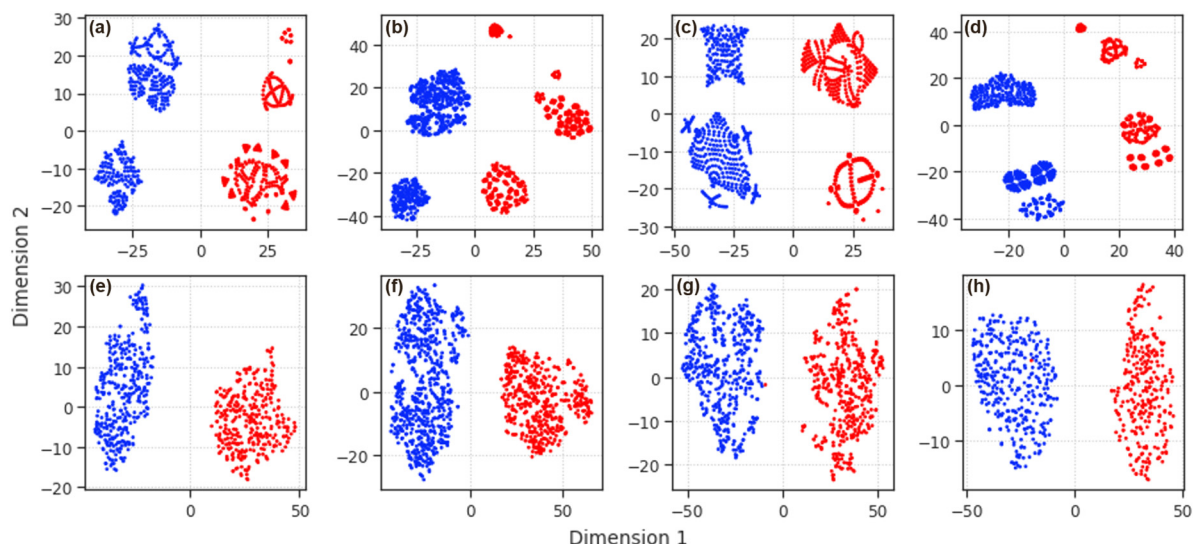 (a) (b) (c) (d)
30 20 10 0 −10 −20
−25 0 25
40 20 0 −20 −40
−25 0 25 50
20 10 0 −10 −20 −30
−50 −25 0 25
40 20 0 −20 −40
−20 0 20 40
Dimension 2
(e) (f) (g) (h)
30 20 10 0 −10 −20
0 50
20 0 −20
0 50
20 10 0 −10 −20
−50 0 50
10 0 −10
−50 0 50
Dimension 1